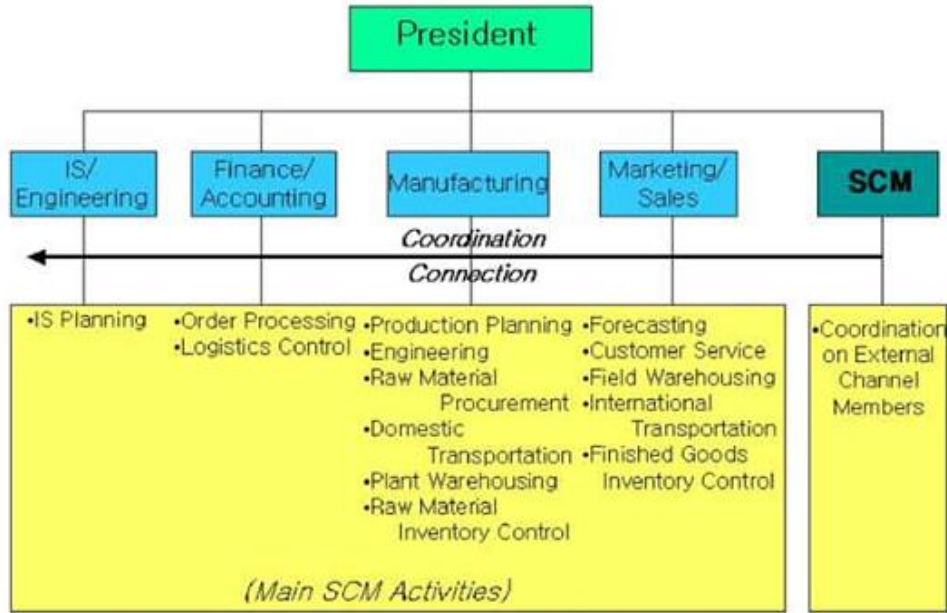 President
IS/
Engineering
Finance/
Accounting
Manufacturing
Marketing/
Sales
SCM
Coordination
Connection
•IS Planning
•Order Processing
•Logistics Control
•Production Planning
•Engineering
•Raw Material
Procurement
•Domestic
Transportation
•Plant Warehousing
•Raw Material
Inventory Control
•Forecasting
•Customer Service
•Field Warehousing
•International
Transportation
•Finished Goods
Inventory Control
•Coordination
on External
Channel
Members
(Main SCM Activities)